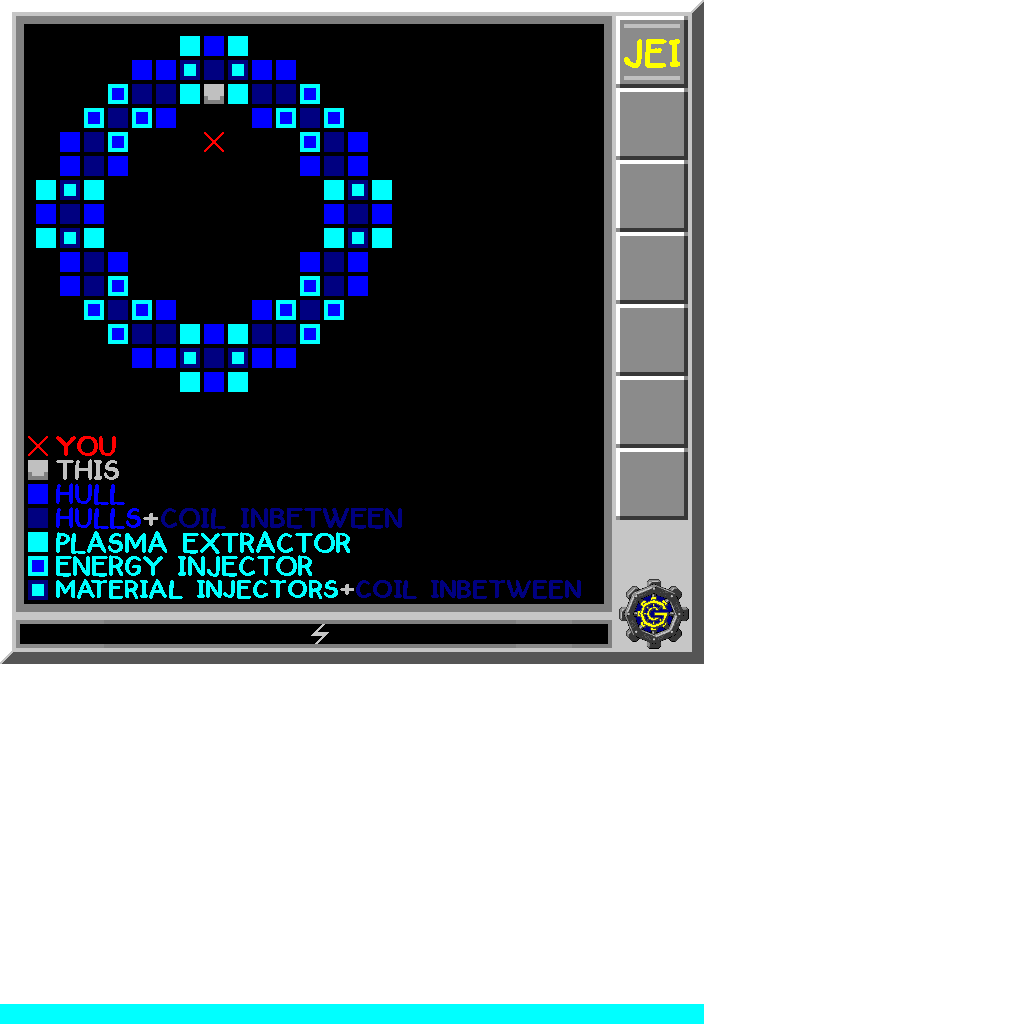 JEI
YOU
THIS
HULL
HULLS+COIL INBETWEEN
PLASMA EXTRACTOR
ENERGY INJECTOR
MATERIAL INJECTORS+COIL INBETWEEN
G